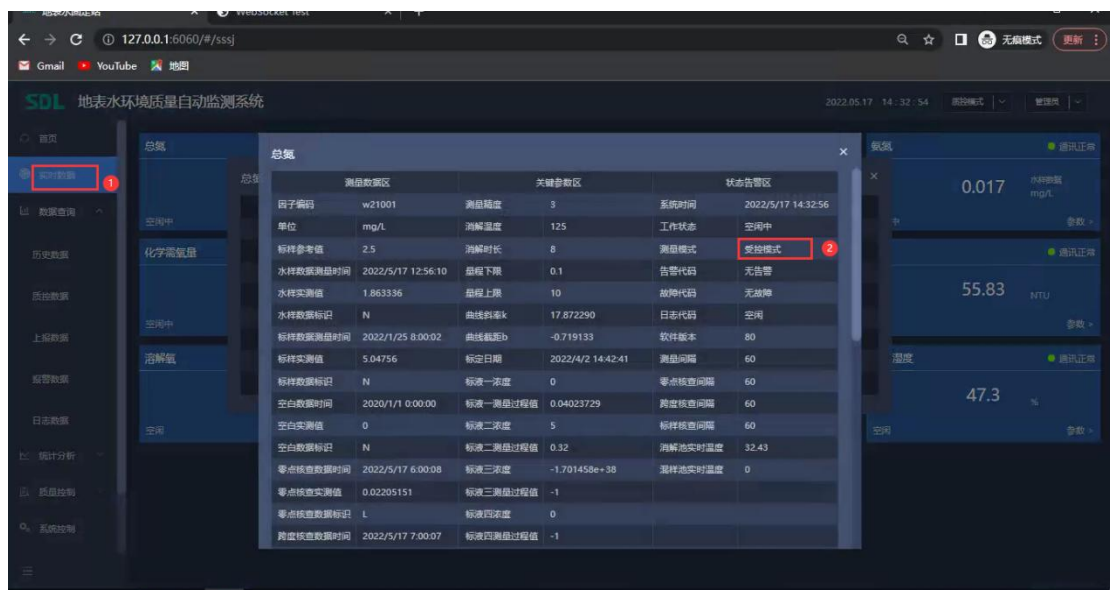 地表水固定站
WebSocket Test
127.0.0.1:6060/#/sssj
无痕模式
更新
Gmail YouTube 地图
SDL 地表水环境质量自动监测系统
2022.05.17 14:32:54
管理员
首页
实时数据
1
数据查询
历史数据
质控数据
上报数据
报警数据
日志数据
统计分析
质量控制
系统控制
总氮
空闲中
化学需氧量
空闲中
溶解氧
空闲
总氮 ×
测量数据区 关键参数区 状态告警区
因子编码 w21001 测量精度 3 系统时间 2022/5/17 14:32:56
单位 mg/L 消解温度 125 工作状态 空闲中
标样参考值 2.5 消解时长 8 测量模式 受控模式 2
水样数据测量时间 2022/5/17 12:56:10 量程下限 0.1 告警代码 无告警
水样实测值 1.863336 量程上限 10 故障代码 无故障
水样数据标识 N 曲线斜率k 17.872290 日志代码 空闲
标样数据测量时间 2022/1/25 8:00:02 曲线截距b -0.719133 软件版本 80
标样实测值 5.04756 标定日期 2022/4/2 14:42:41 测量间隔 60
标样数据标识 N 标液一浓度 0 零点核查间隔 60
空白数据时间 2020/1/1 0:00:00 标液一测量过程值 0.04023729 跨度核查间隔 60
空白实测值 0 标液二浓度 5 标样核查间隔 60
空白数据标识 N 标液二测量过程值 0.32 消解池实时温度 32.43
零点核查数据时间 2022/5/17 6:00:08 标液三浓度 -1.701458e+38 混样池实时温度 0
零点核查实测值 0.02205151 标液三测量过程值 -1
零点核查数据标识 L 标液四浓度 0
跨度核查数据时间 2022/5/17 7:00:07 标液四测量过程值 -1
氨氮 通讯正常
0.017 水样数据
mg/L
参数 >
通讯正常
55.83 NTU
参数 >
湿度 通讯正常
47.3 %
空闲 参数 >